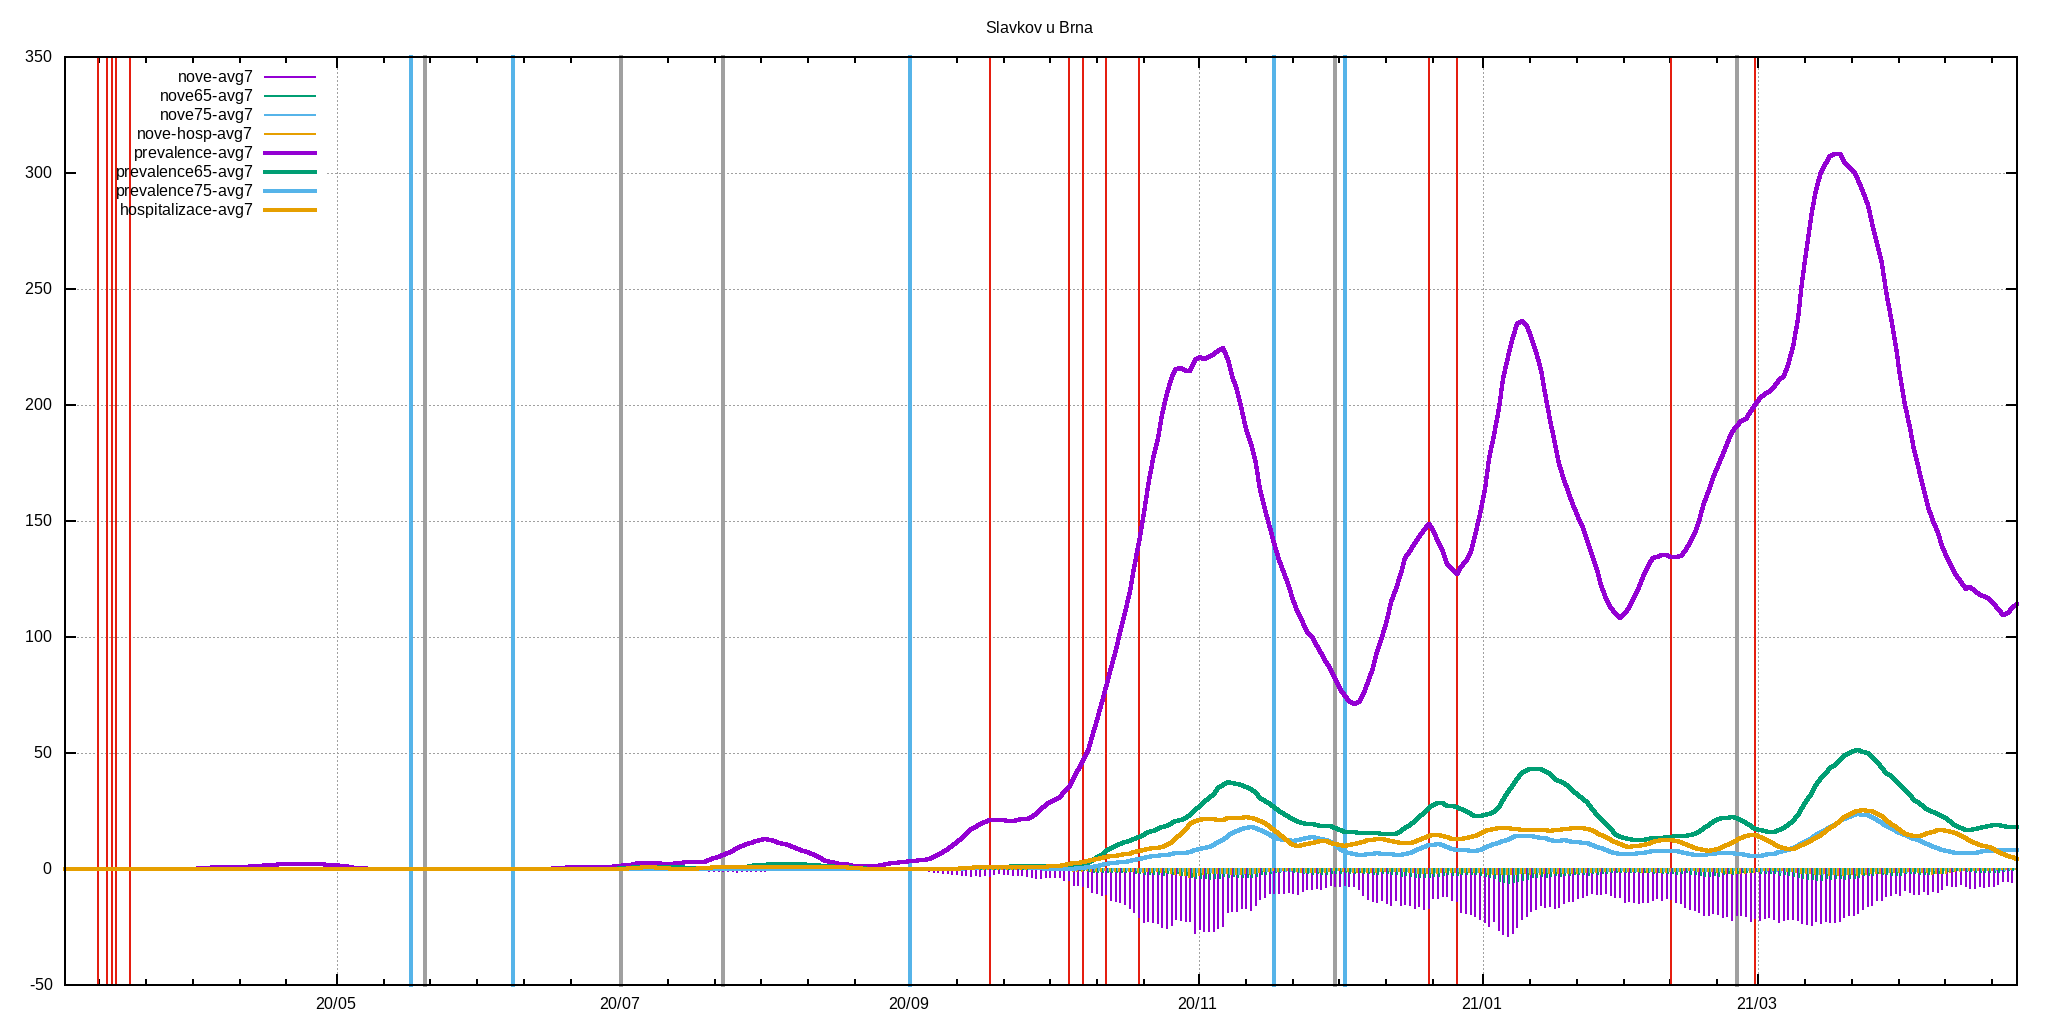 Slavkov u Brna
350
300
250
200
150
100
50
0
-50
nove-avg7
nove65-avg7
nove75-avg7
nove-hosp-avg7
prevalence-avg7
prevalence65-avg7
prevalence75-avg7
hospitalizace-avg7
20/05
20/07
20/09
20/11
21/01
21/03